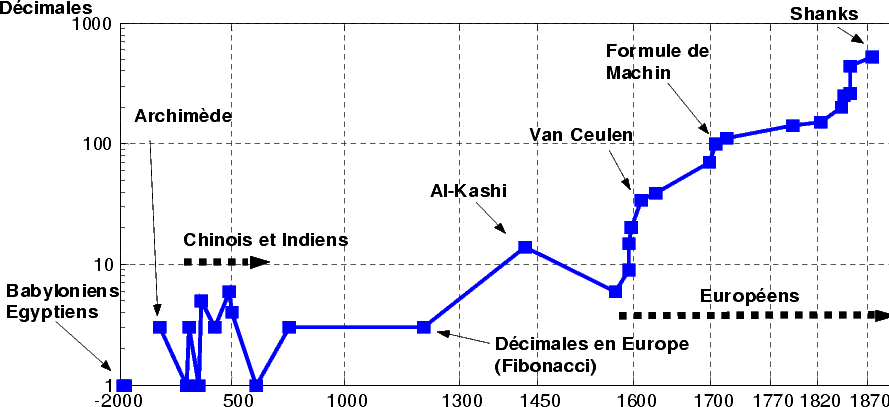 Décimales
1000
100
10
1
Shanks
Formule de
Machin
Archimède
Van Ceulen
Al-Kashi
Chinois et Indiens
Babyloniens
Egyptiens
Européens
Décimales en Europe
(Fibonacci)
-2000 500 1000 1300 1450 1600 1700 1770 1820 1870